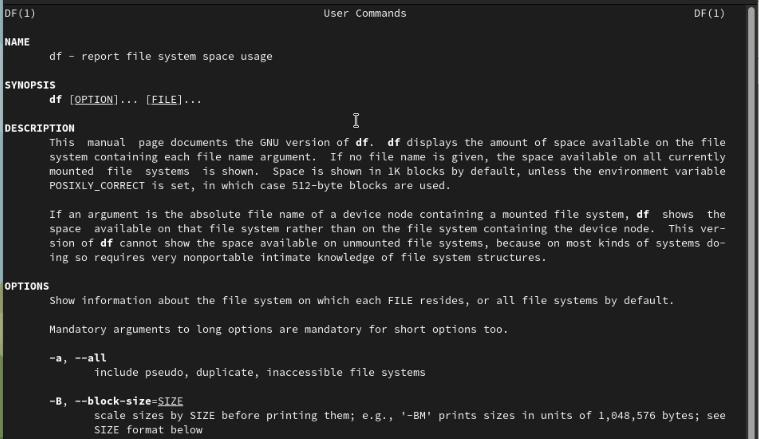 DF(1) User Commands DF(1)
NAME
df - report file system space usage
SYNOPSIS
df [OPTION]... [FILE]...
DESCRIPTION
This manual page documents the GNU version of df. df displays the amount of space available on the file
system containing each file name argument. If no file name is given, the space available on all currently
mounted file systems is shown. Space is shown in 1K blocks by default, unless the environment variable
POSIXLY_CORRECT is set, in which case 512-byte blocks are used.
If an argument is the absolute file name of a device node containing a mounted file system, df shows the
space available on that file system rather than on the file system containing the device node. This ver-
sion of df cannot show the space available on unmounted file systems, because on most kinds of systems do-
ing so requires very nonportable intimate knowledge of file system structures.
OPTIONS
Show information about the file system on which each FILE resides, or all file systems by default.
Mandatory arguments to long options are mandatory for short options too.
-a, --all
include pseudo, duplicate, inaccessible file systems
-B, --block-size=SIZE
scale sizes by SIZE before printing them; e.g., '-BM' prints sizes in units of 1,048,576 bytes; see
SIZE format below